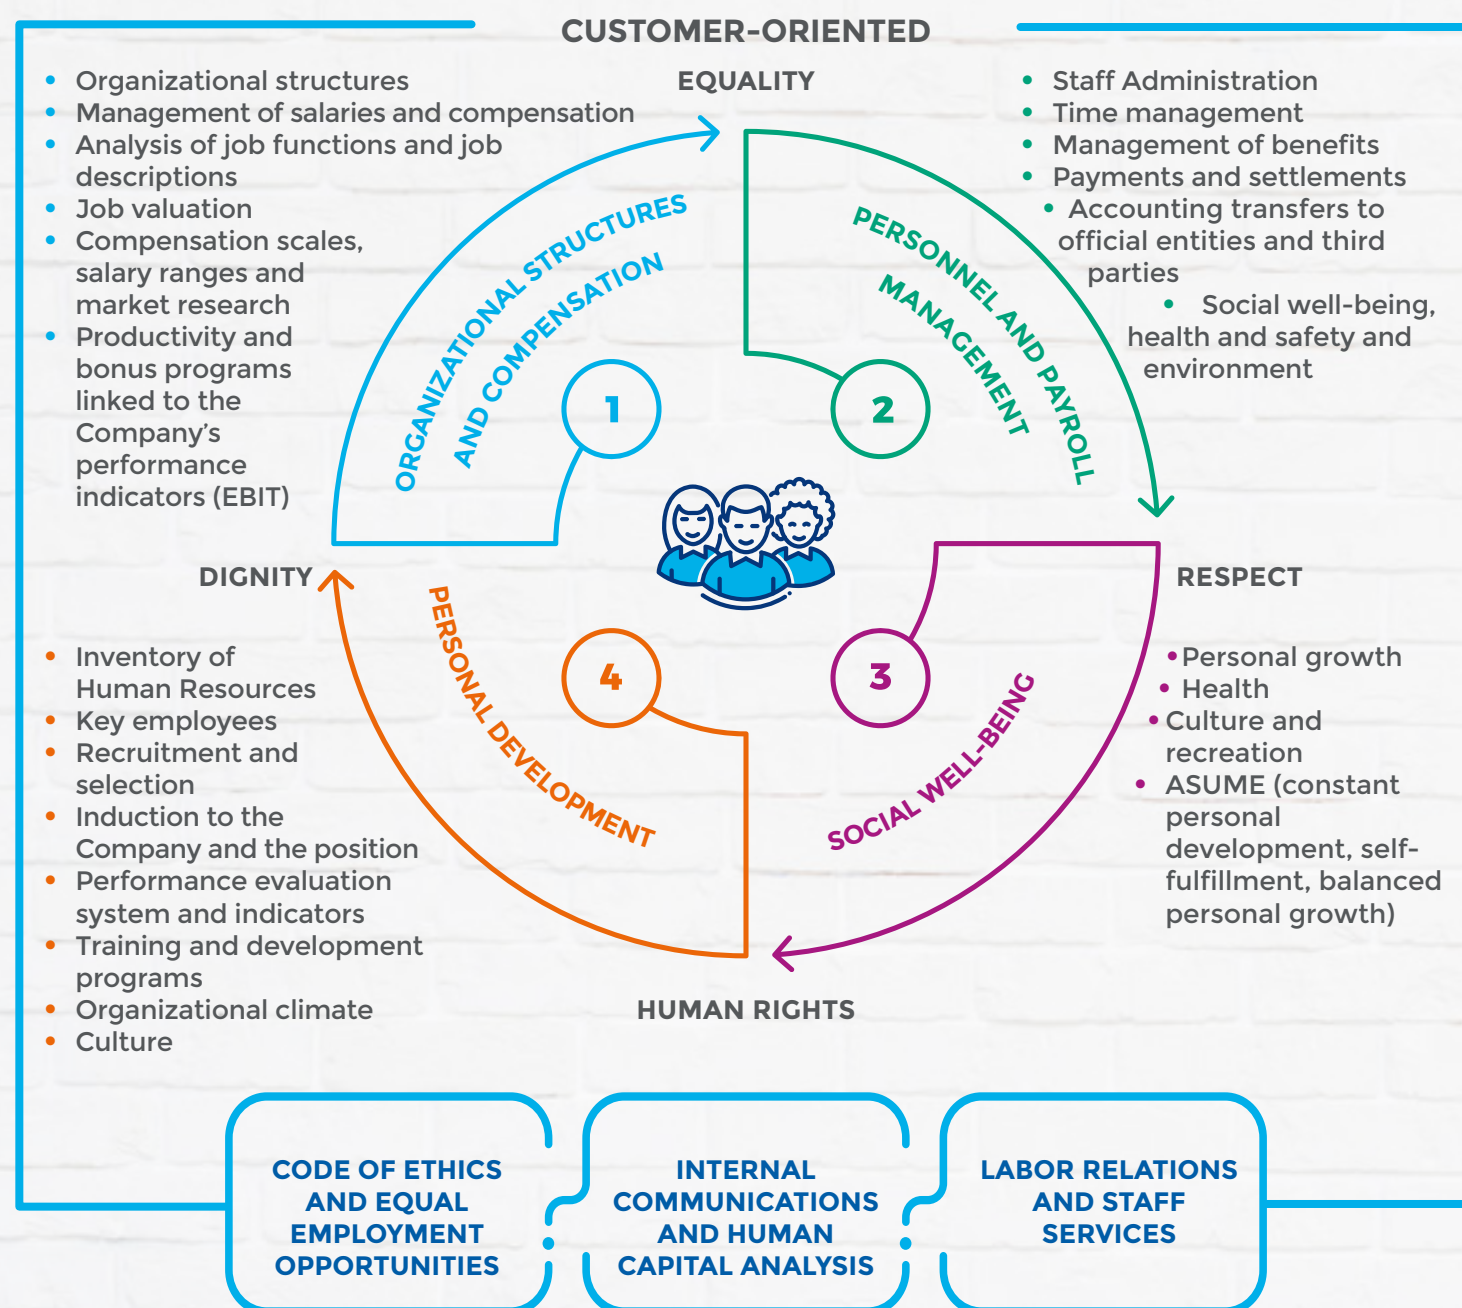 CUSTOMER-ORIENTED
EQUALITY
• Organizational structures
• Management of salaries and compensation
• Analysis of job functions and job
descriptions
• Job valuation
• Compensation scales,
salary ranges and
market research
• Productivity and
bonus programs
linked to the
Company's
performance
indicators (EBIT)
ORGANIZATIONAL STRUCTURES
AND COMPENSATION
1
• Staff Administration
• Time management
• Management of benefits
• Payments and settlements
• Accounting transfers to
official entities and third
parties
• Social well-being,
health and safety and
environment
PERSONNEL AND PAYROLL
MANAGEMENT
2
DIGNITY
RESPECT
• Personal growth
• Health
• Culture and
recreation
• ASUME (constant
personal
development, self-
fulfillment, balanced
personal growth)
SOCIAL WELL-BEING
3
• Inventory of
Human Resources
• Key employees
• Recruitment and
selection
• Induction to the
Company and the position
• Performance evaluation
system and indicators
• Training and development
programs
• Organizational climate
• Culture
PERSONAL DEVELOPMENT
4
HUMAN RIGHTS
CODE OF ETHICS
AND EQUAL
EMPLOYMENT
OPPORTUNITIES
INTERNAL
COMMUNICATIONS
AND HUMAN
CAPITAL ANALYSIS
LABOR RELATIONS
AND STAFF
SERVICES